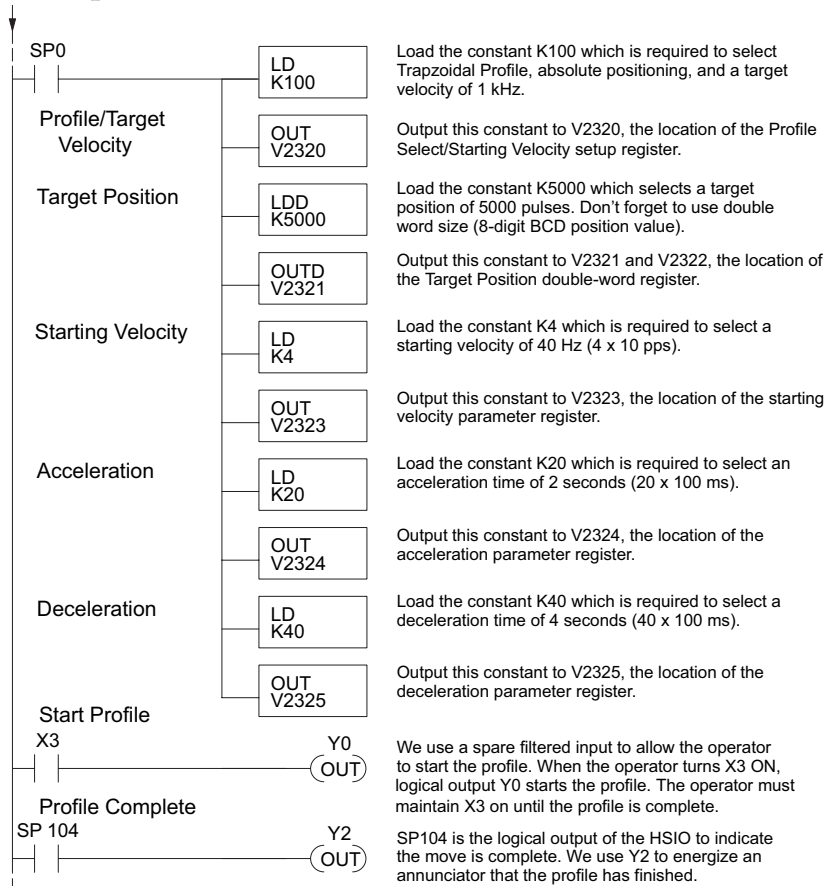 SP0
LD
K100
Load the constant K100 which is required to select
Trapzoidal Profile, absolute positioning, and a target
velocity of 1 kHz.
Profile/Target
Velocity
OUT
V2320
Output this constant to V2320, the location of the Profile
Select/Starting Velocity setup register.
Target Position
LDD
K5000
Load the constant K5000 which selects a target
position of 5000 pulses. Don't forget to use double
word size (8-digit BCD position value).
OUTD
V2321
Output this constant to V2321 and V2322, the location of
the Target Position double-word register.
Starting Velocity
LD
K4
Load the constant K4 which is required to select a
starting velocity of 40 Hz (4 x 10 pps).
OUT
V2323
Output this constant to V2323, the location of the starting
velocity parameter register.
Acceleration
LD
K20
Load the constant K20 which is required to select an
acceleration time of 2 seconds (20 x 100 ms).
OUT
V2324
Output this constant to V2324, the location of the
acceleration parameter register.
Deceleration
LD
K40
Load the constant K40 which is required to select a
deceleration time of 4 seconds (40 x 100 ms).
OUT
V2325
Output this constant to V2325, the location of the
deceleration parameter register.
Start Profile
X3
Y0
OUT
We use a spare filtered input to allow the operator
to start the profile. When the operator turns X3 ON,
logical output Y0 starts the profile. The operator must
maintain X3 on until the profile is complete.
Profile Complete
SP 104
Y2
OUT
SP104 is the logical output of the HSIO to indicate
the move is complete. We use Y2 to energize an
annunciator that the profile has finished.